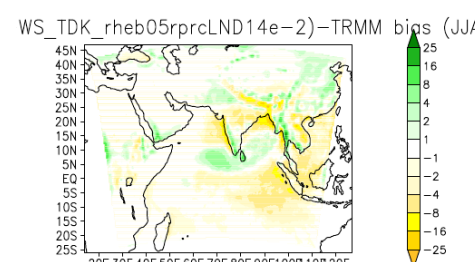 WS_TDK_rheb05rprcLND14e-2)-TRMM bias (JJA
45N
40N
35N
30N
25N
20N
15N
10N
5N
EQ
5S
10S
15S
20S
25S
25
16
8
4
2
1
-1
-2
-4
-8
-16
-25